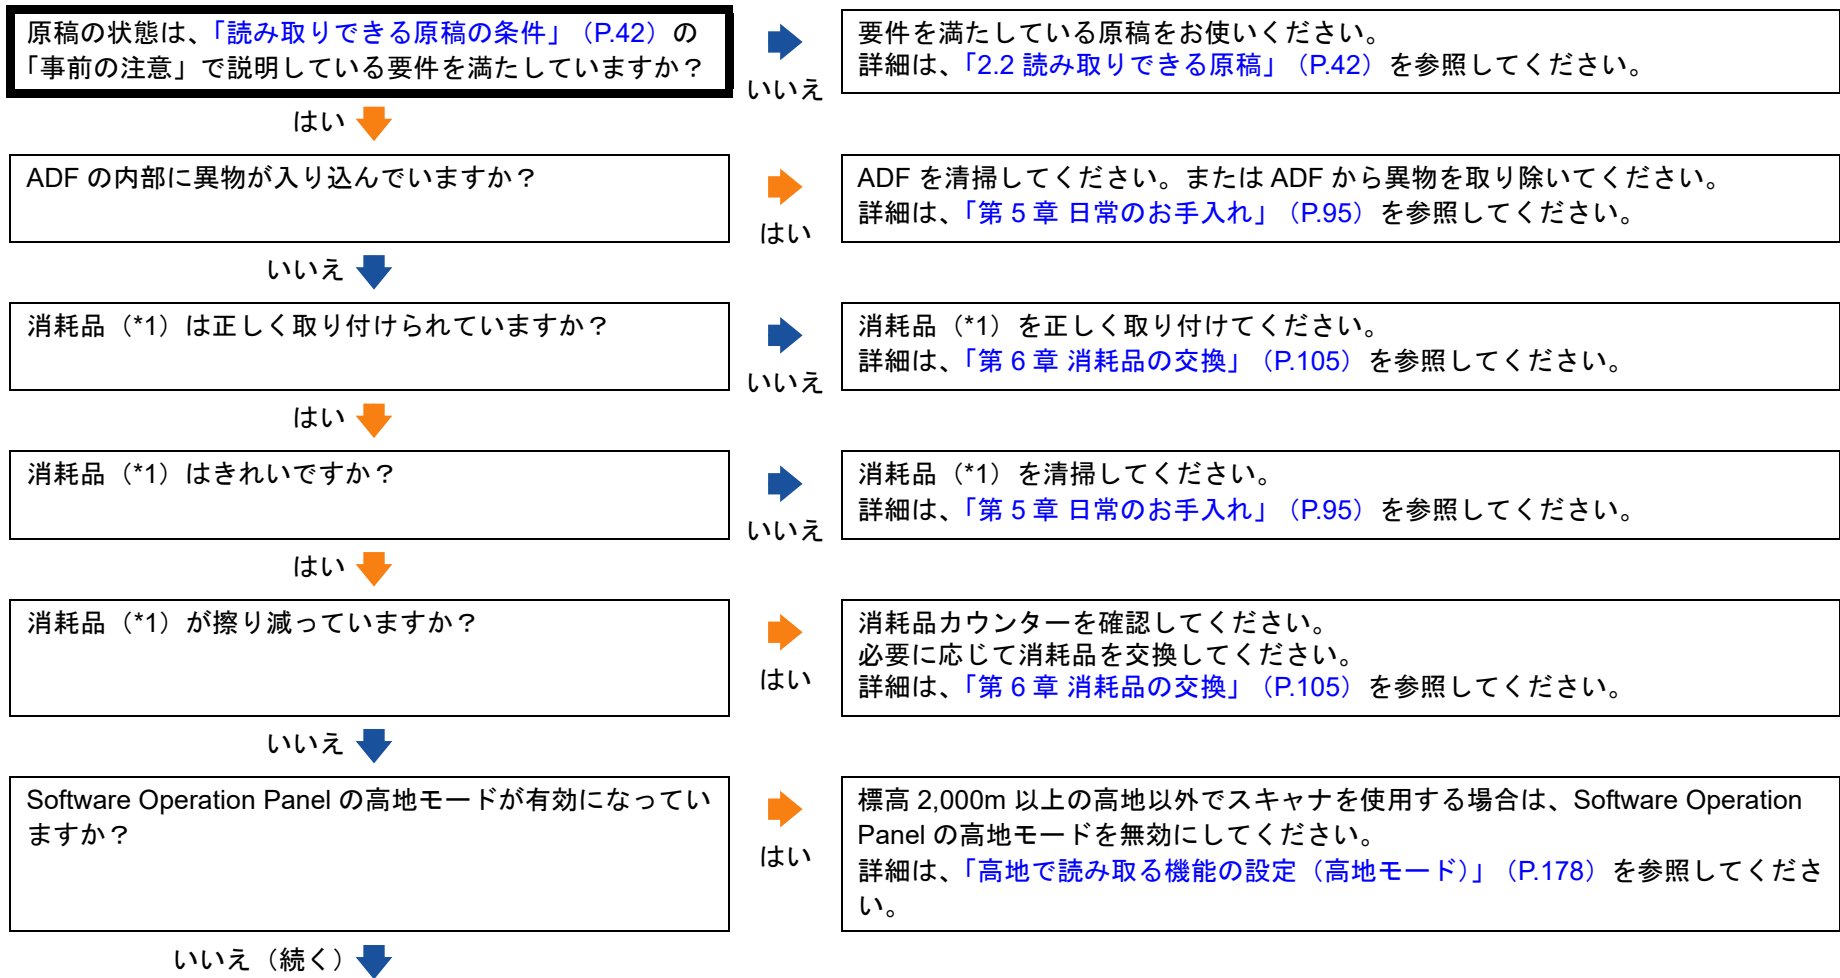 原稿の状態は、「読み取りできる原稿の条件」（P.42）の
「事前の注意」で説明している要件を満たしていますか？
いいえ
要件を満たしている原稿をお使いください。
詳細は、「2.2 読み取りできる原稿」（P.42）を参照してください。
はい
ADF の内部に異物が入り込んでいますか？
はい
ADF を清掃してください。または ADF から異物を取り除いてください。
詳細は、「第 5 章 日常のお手入れ」（P.95）を参照してください。
いいえ
消耗品（*1）は正しく取り付けられていますか？
いいえ
消耗品（*1）を正しく取り付けてください。
詳細は、「第 6 章 消耗品の交換」（P.105）を参照してください。
はい
消耗品（*1）はきれいですか？
いいえ
消耗品（*1）を清掃してください。
詳細は、「第 5 章 日常のお手入れ」（P.95）を参照してください。
はい
消耗品（*1）が擦り減っていますか？
はい
消耗品カウンターを確認してください。
必要に応じて消耗品を交換してください。
詳細は、「第 6 章 消耗品の交換」（P.105）を参照してください。
いいえ
Software Operation Panel の高地モードが有効になってい
ますか？
はい
標高 2,000m 以上の高地以外でスキャナを使用する場合は、Software Operation
Panel の高地モードを無効にしてください。
詳細は、「高地で読み取る機能の設定（高地モード）」（P.178）を参照してくださ
い。
いいえ（続く）